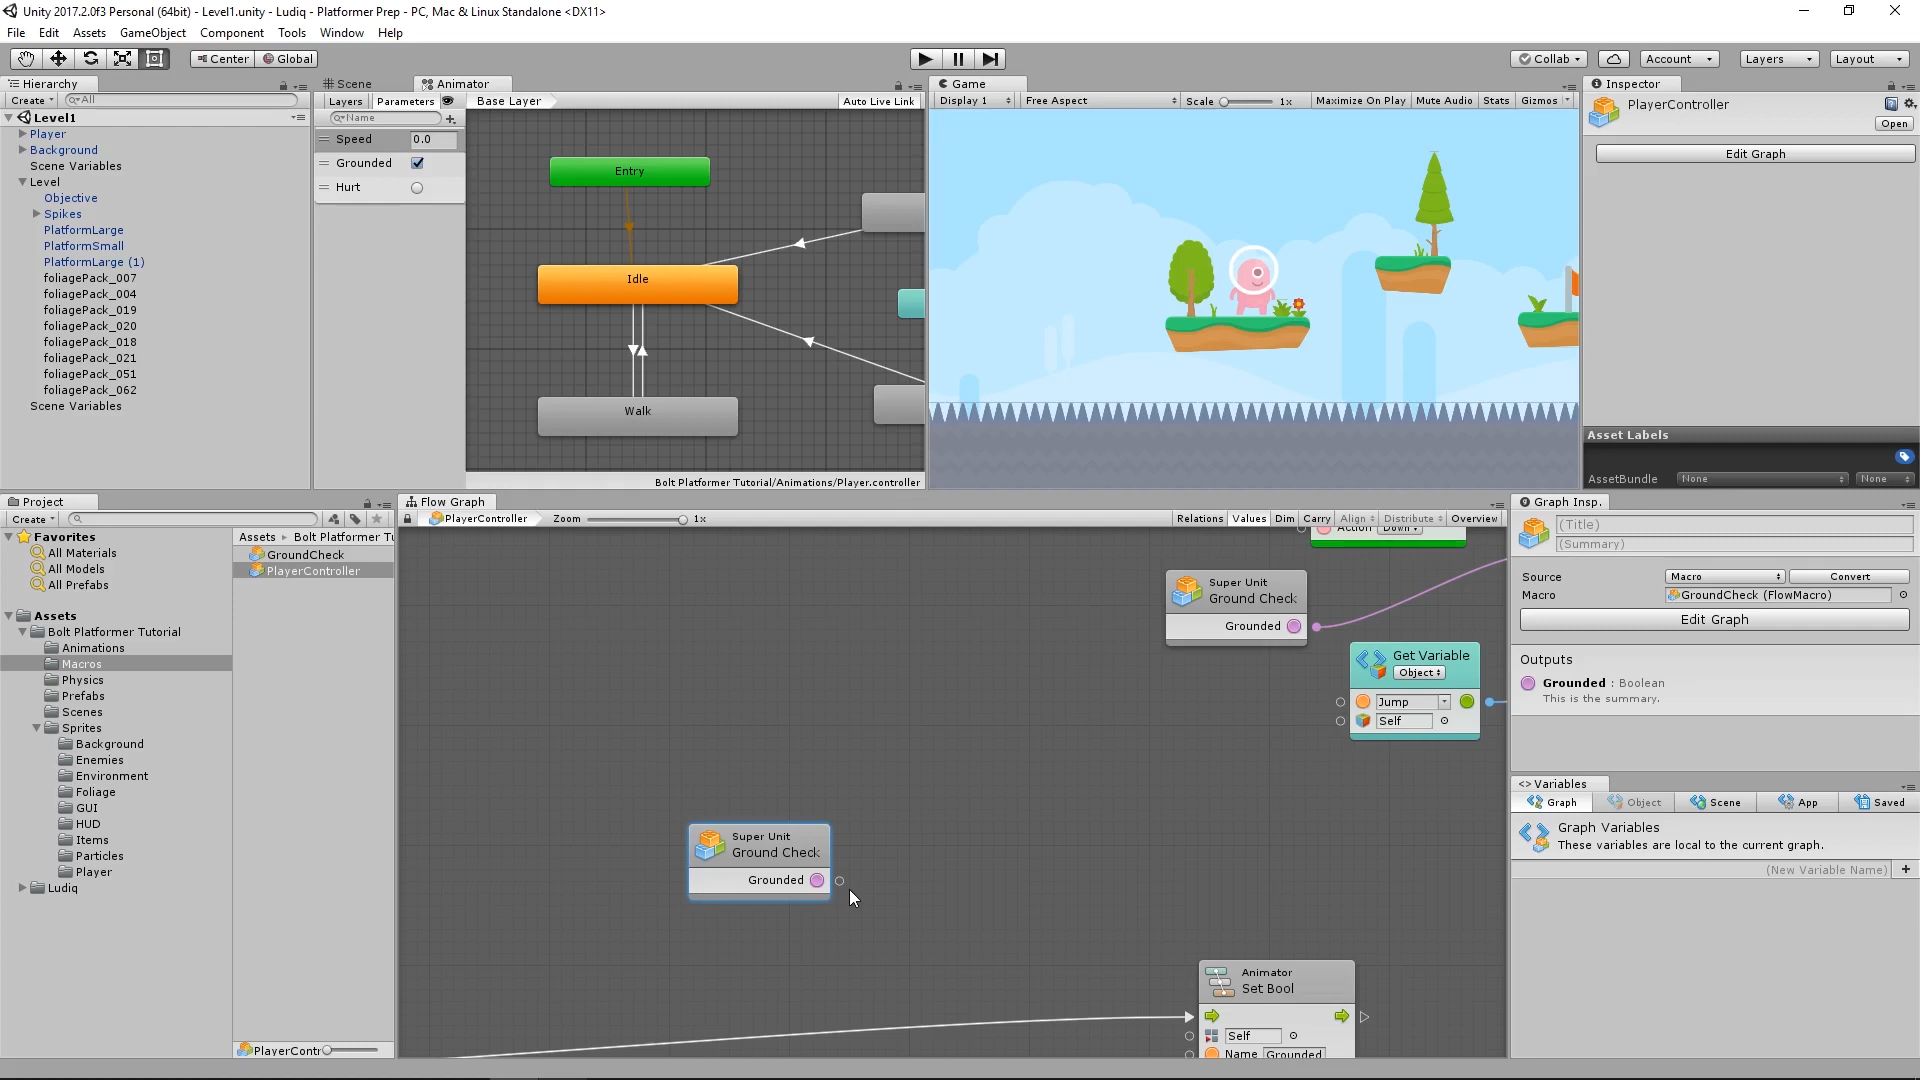 Unity 2017.2.0f3 Personal (64bit) - Level1.unity - Ludiq - Platformer Prep - PC, Mac & Linux Standalone <DX11>
File Edit Assets GameObject Component Tools Window Help
Center Global Collab Account Layers Layout
Hierarchy
Create All
Level1
Player
Background
Scene Variables
Level
Objective
Spikes
PlatformLarge
PlatformSmall
PlatformLarge (1)
foliagePack_007
foliagePack_004
foliagePack_019
foliagePack_020
foliagePack_018
foliagePack_021
foliagePack_051
foliagePack_062
Scene Variables
Scene Animator
Layers Parameters Base Layer Auto Live Link
Name
Speed 0.0
Grounded
Hurt
Entry
Idle
Walk
Bolt Platformer Tutorial/Animations/Player.controller
Game
Display 1 Free Aspect Scale 1x Maximize On Play Mute Audio Stats Gizmos
Inspector
PlayerController
Open
Edit Graph
Asset Labels
AssetBundle None None
Project
Create
Favorites
All Materials
All Models
All Prefabs
Assets
Bolt Platformer Tutorial
Animations
Macros
Physics
Prefabs
Scenes
Sprites
Background
Enemies
Environment
Foliage
GUI
HUD
Items
Particles
Player
Ludiq
Assets Bolt Platformer Tu
GroundCheck
PlayerController
PlayerContr
Flow Graph
PlayerController Zoom 1x Relations Values Dim Carry Align Distribute Overview
Action Down
Super Unit
Ground Check
Grounded
Get Variable
Object
Jump
Self
Super Unit
Ground Check
Grounded
Animator
Set Bool
Self
Name Grounded
Graph Insp.
(Title)
(Summary)
Source Macro Convert
Macro GroundCheck (FlowMacro)
Edit Graph
Outputs
Grounded : Boolean
This is the summary.
<> Variables
Graph Object Scene App Saved
Graph Variables
These variables are local to the current graph.
(New Variable Name) +